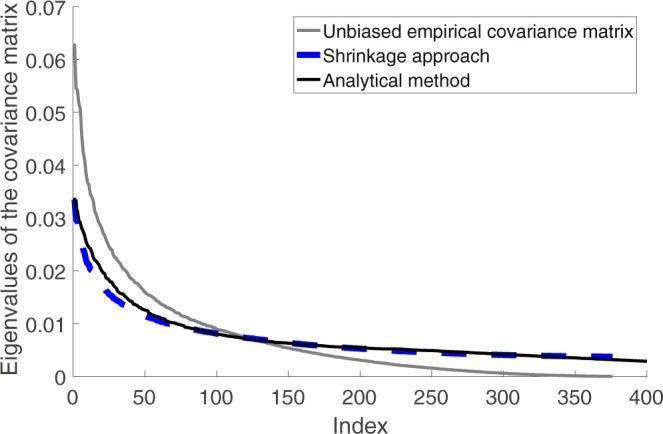 Eigenvalues of the covariance matrix
0.07
0.06
0.05
0.04
0.03
0.02
0.01
0
Unbiased empirical covariance matrix
Shrinkage approach
Analytical method
0 50 100 150 200 250 300 350 400
Index